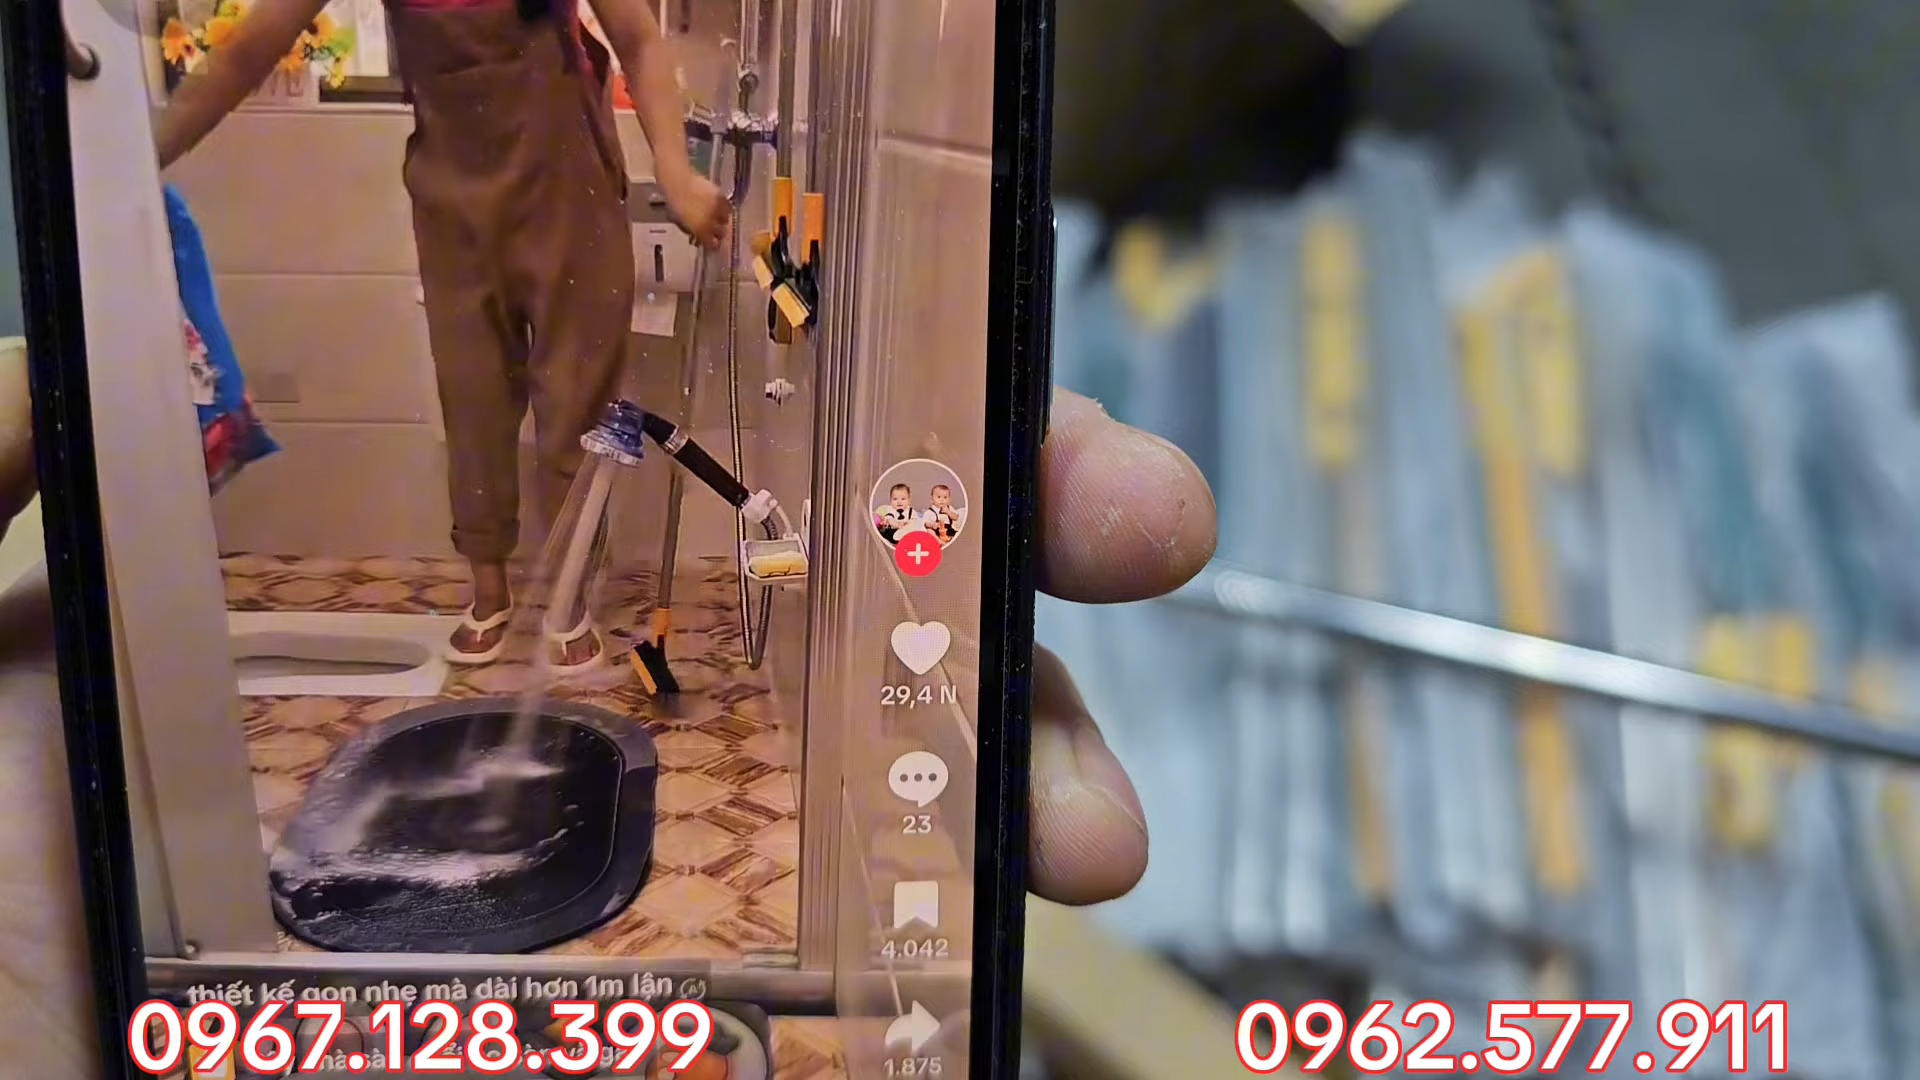 29,4 N
23
4.042
thiết kế gọn nhẹ mà dài hơn 1m lận
1.875
0967.128.399
0962.577.911